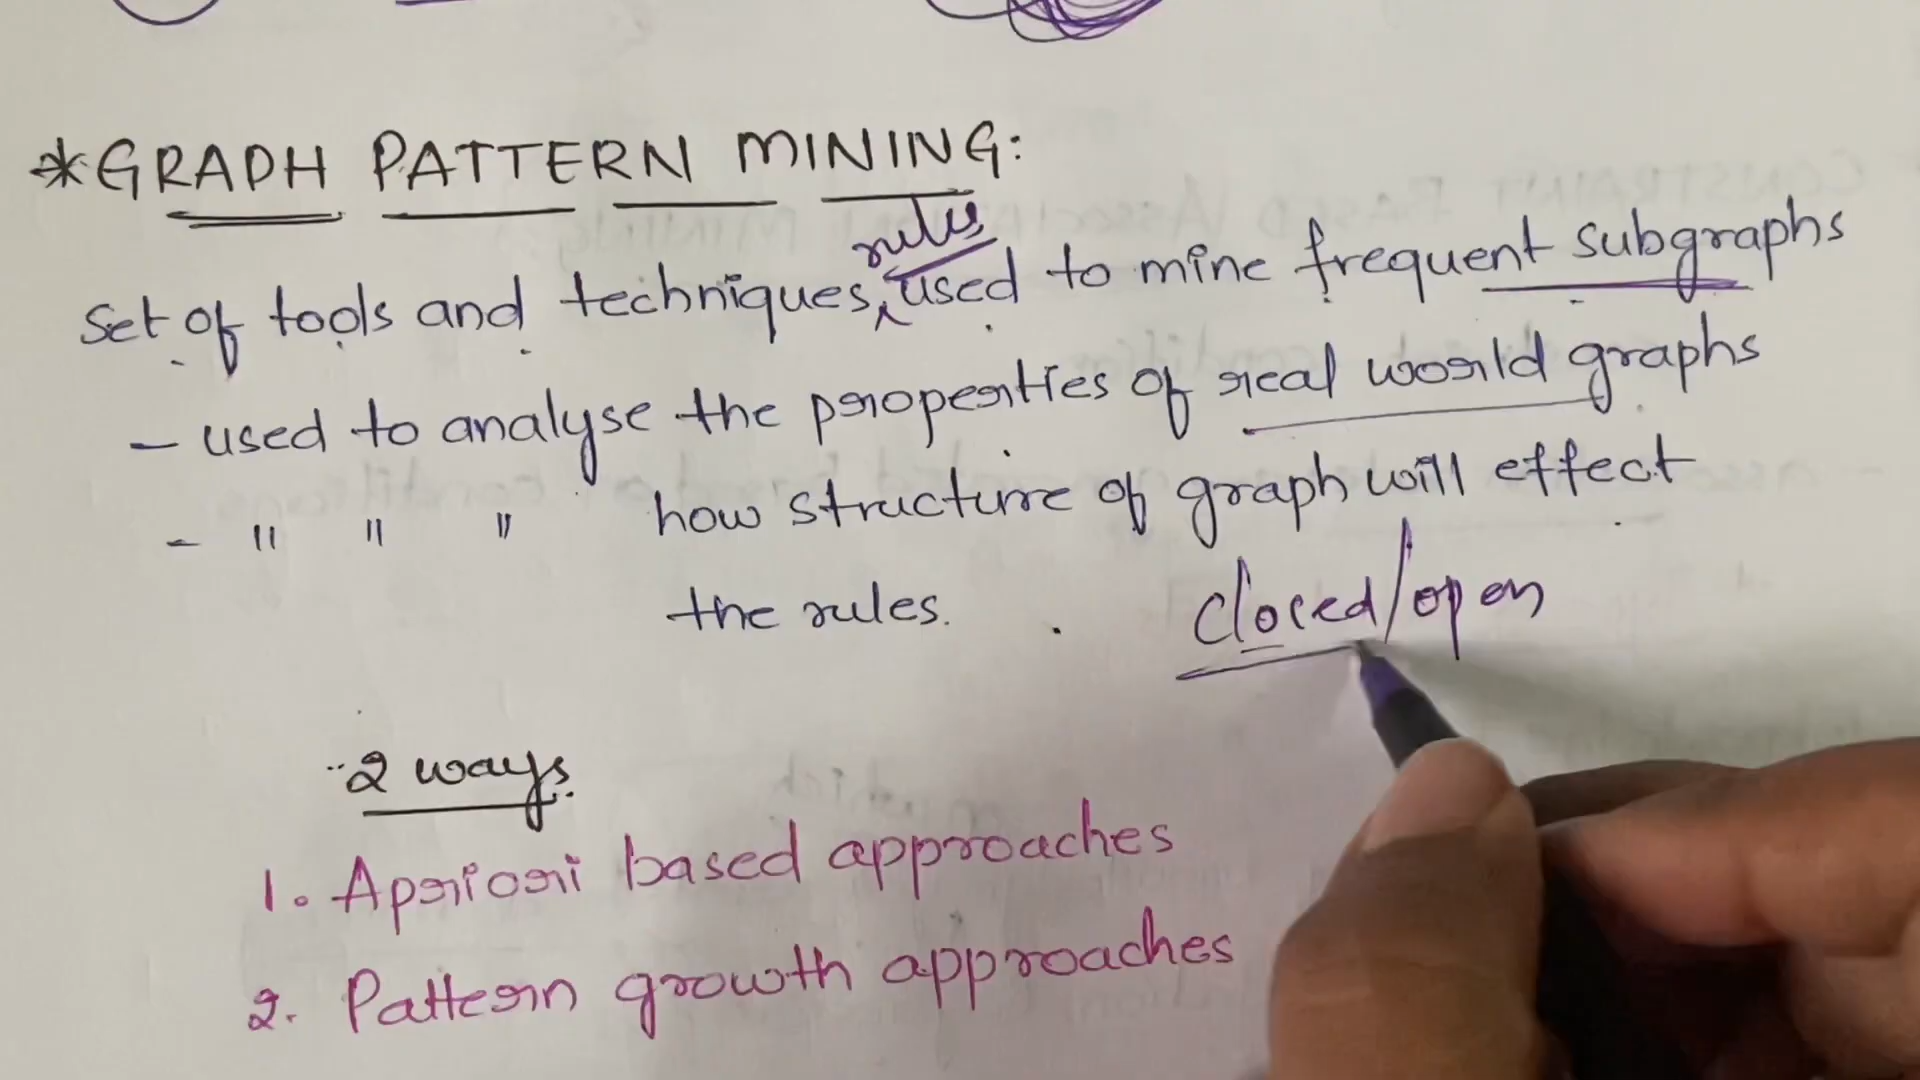 *GRAPH PATTERN MINING:
rules
set of tools and techniques, used to mine frequent subgraphs
- used to analyse the properties of real world graphs
- " " " how structure of graph will effect
the rules.
closed/open
2 ways
1. Apriori based approaches
2. Pattern growth approaches